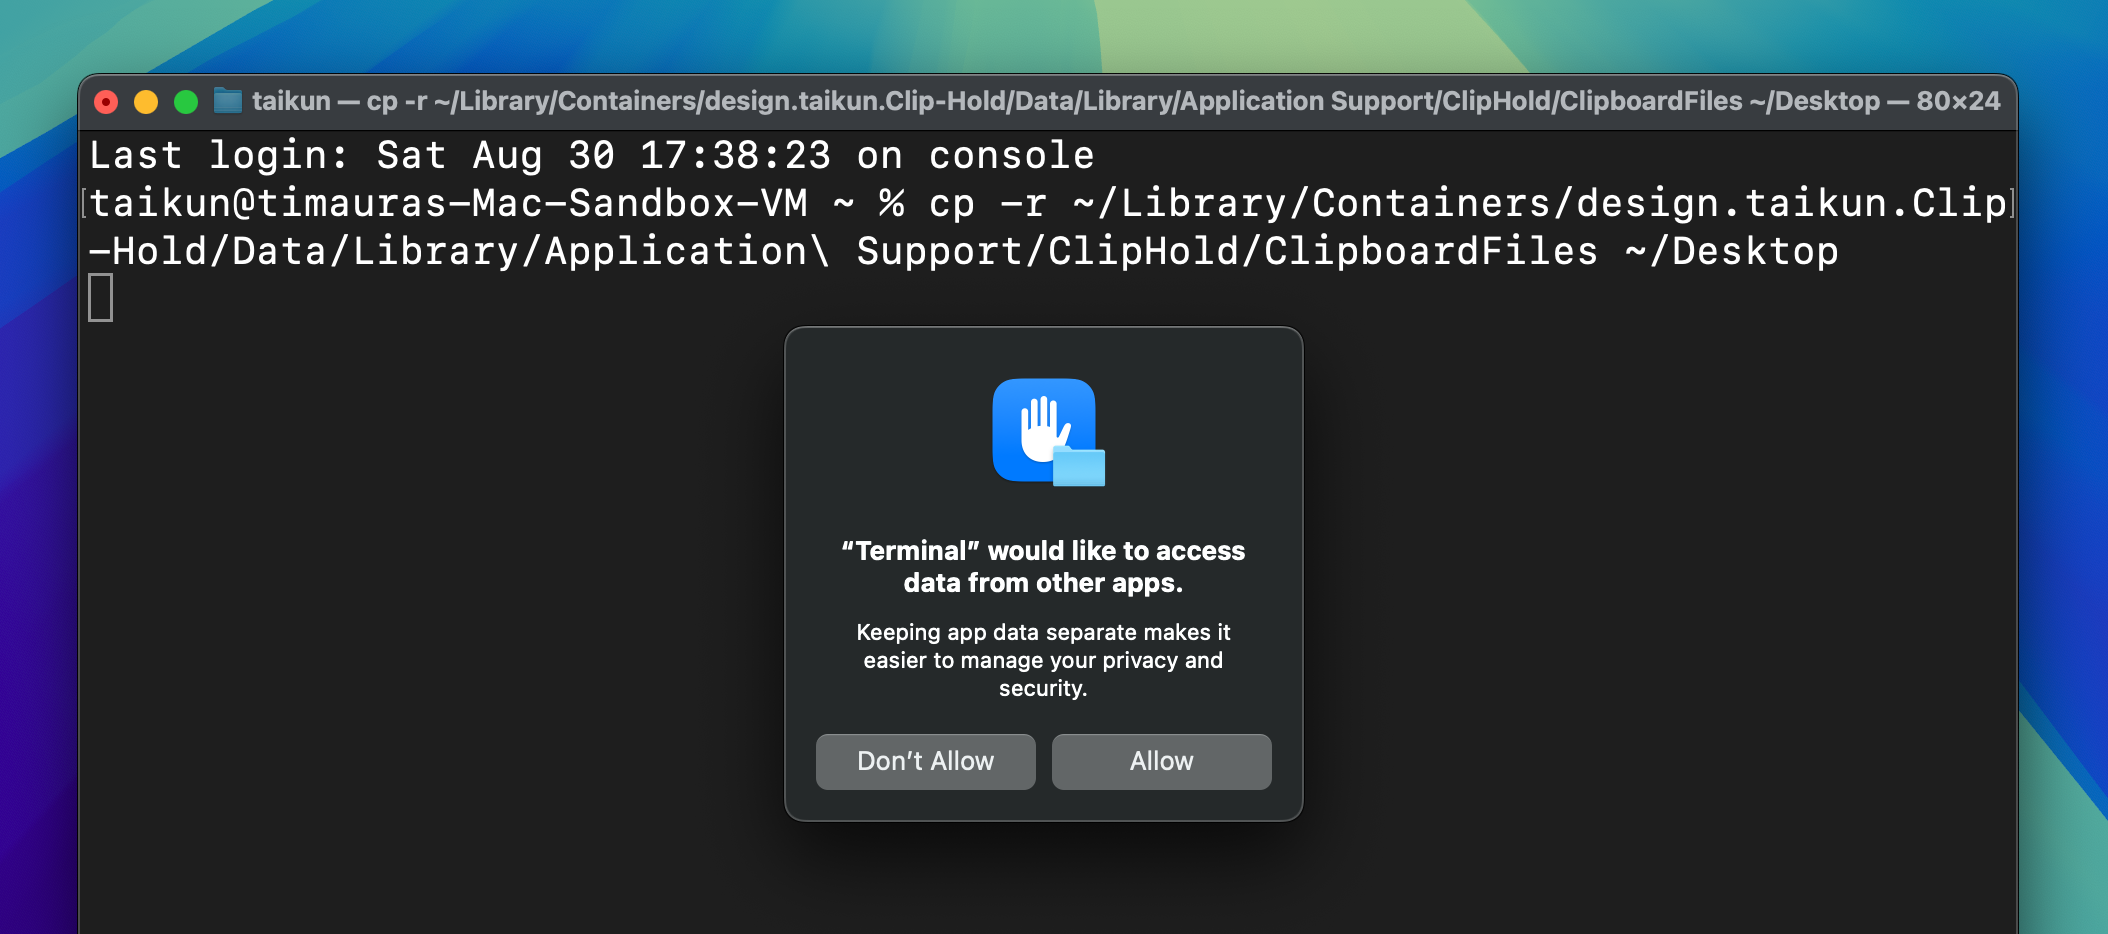 taikun — cp -r ~/Library/Containers/design.taikun.Clip-Hold/Data/Library/Application Support/ClipHold/ClipboardFiles ~/Desktop — 80×24
Last login: Sat Aug 30 17:38:23 on console
[taikun@timauras-Mac-Sandbox-VM ~ % cp -r ~/Library/Containers/design.taikun.Clip]
-Hold/Data/Library/Application\ Support/ClipHold/ClipboardFiles ~/Desktop
“Terminal” would like to access
data from other apps.
Keeping app data separate makes it
easier to manage your privacy and
security.
Don’t Allow
Allow